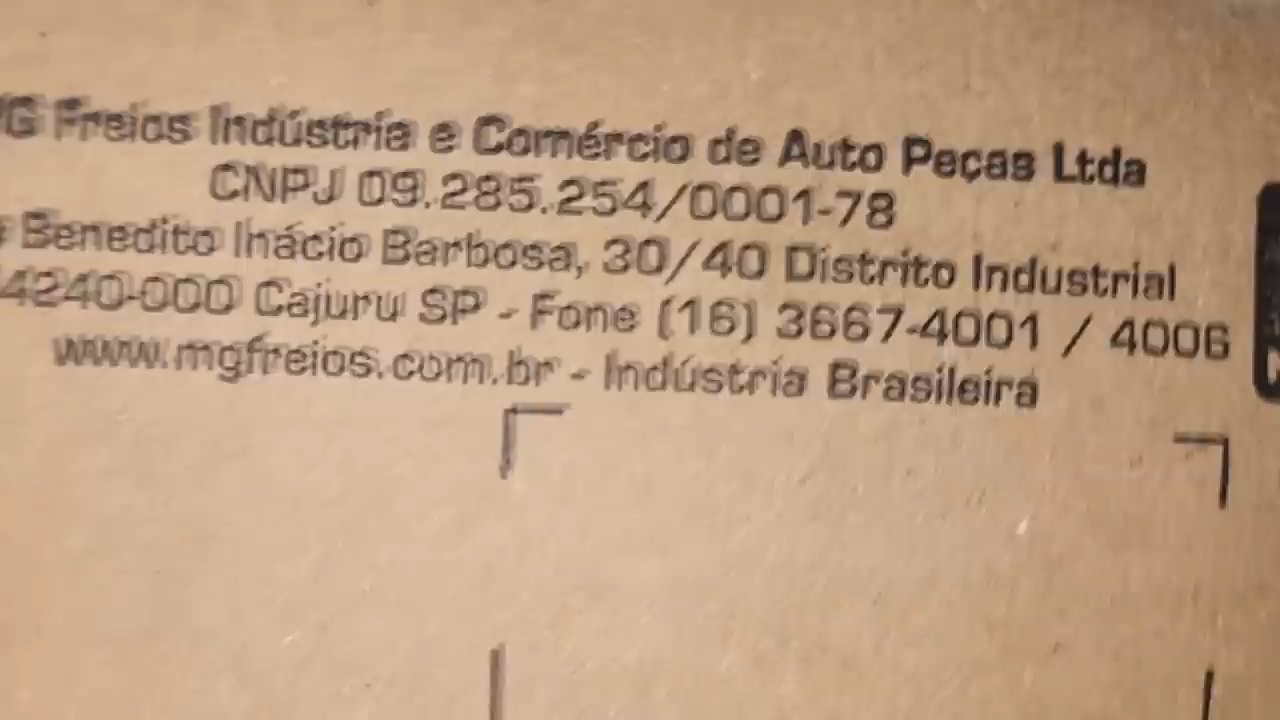 G Freios Indústria e Comércio de Auto Peças Ltda
CNPJ 09.285.254/0001-78
Benedito Inácio Barbosa, 30/40 Distrito Industrial
4240-000 Cajuru SP - Fone (16) 3667-4001 / 4006
www.mgfreios.com.br - Indústria Brasileira